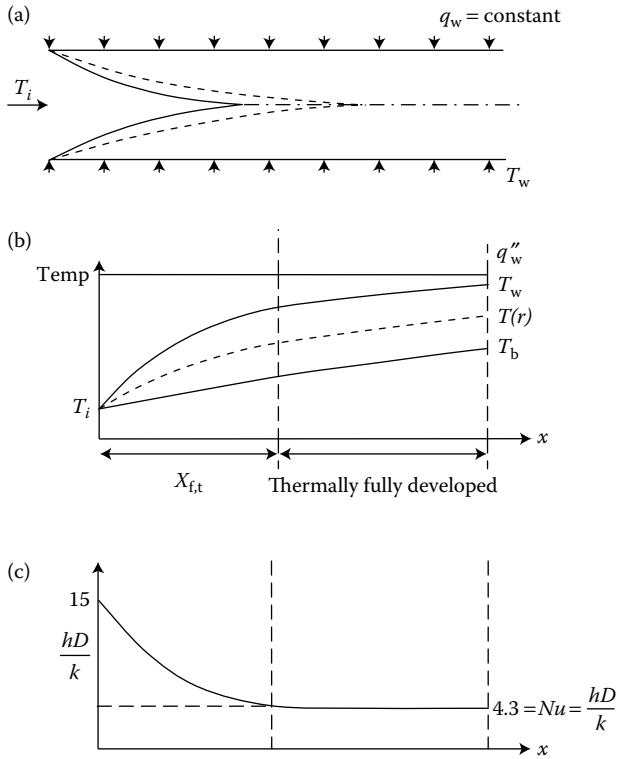 (a)
q_w = constant
T_i
T_w
(b)
Temp
q″_w
T_w
T(r)
T_b
T_i
x
X_f,t
Thermally fully developed
(c)
15
hD/k
4.3 = Nu = hD/k
x